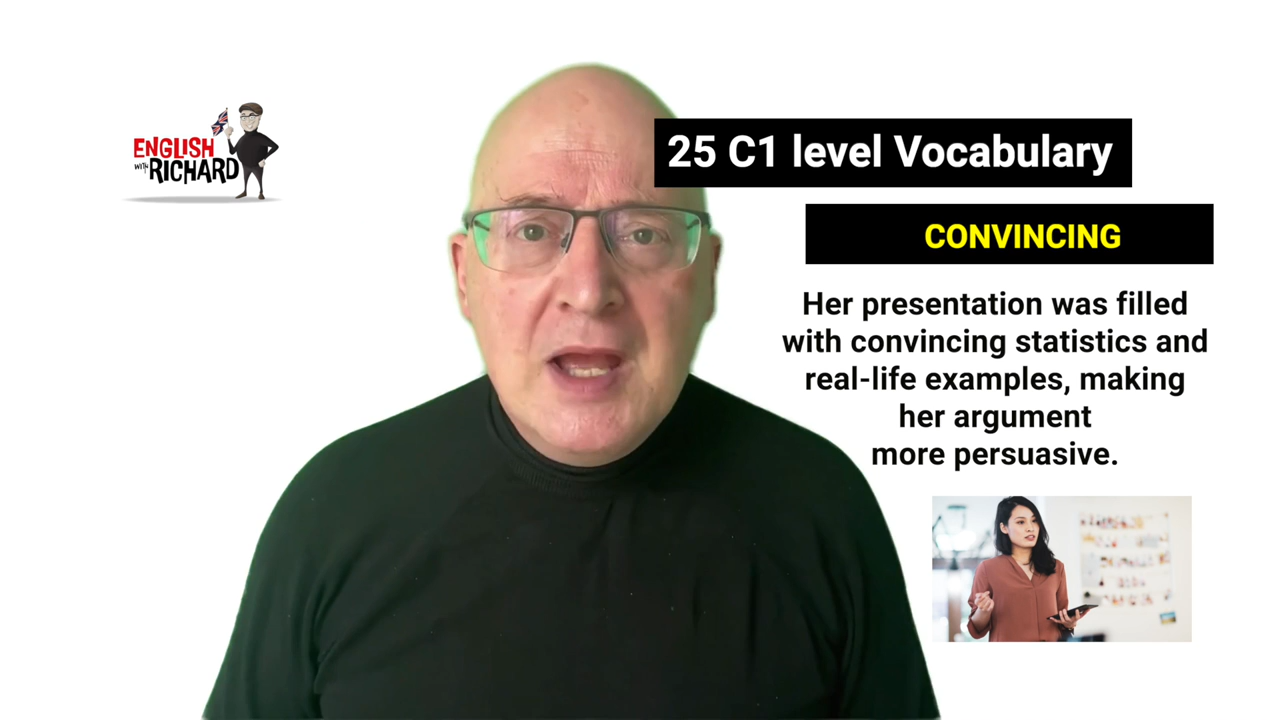 ENGLISH
WITH
RICHARD
25 C1 level Vocabulary
CONVINCING
Her presentation was filled
with convincing statistics and
real-life examples, making
her argument
more persuasive.